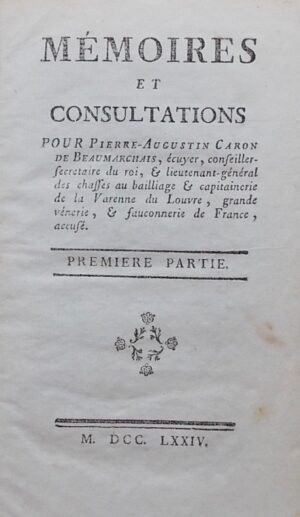 MÉMOIRES
ET
CONSULTATIONS
POUR PIERRE-AUGUSTIN CARON
DE BEAUMARCHAIS, écuyer, conseiller-
secretaire du roi, & lieutenant-général
des chasses au bailliage & capitainerie
de la Varenne du Louvre, grande
vénerie, & fauconnerie de France,
accusé.
PREMIERE PARTIE.
M. DCC. LXXIV.